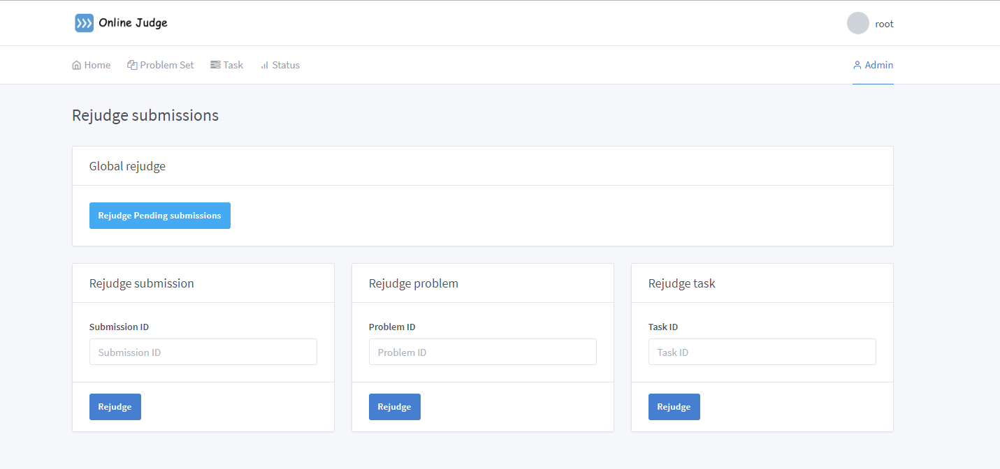 Online Judge
root
Home Problem Set Task Status Admin
Rejudge submissions
Global rejudge
Rejudge Pending submissions
Rejudge submission
Submission ID
Submission ID
Rejudge
Rejudge problem
Problem ID
Problem ID
Rejudge
Rejudge task
Task ID
Task ID
Rejudge